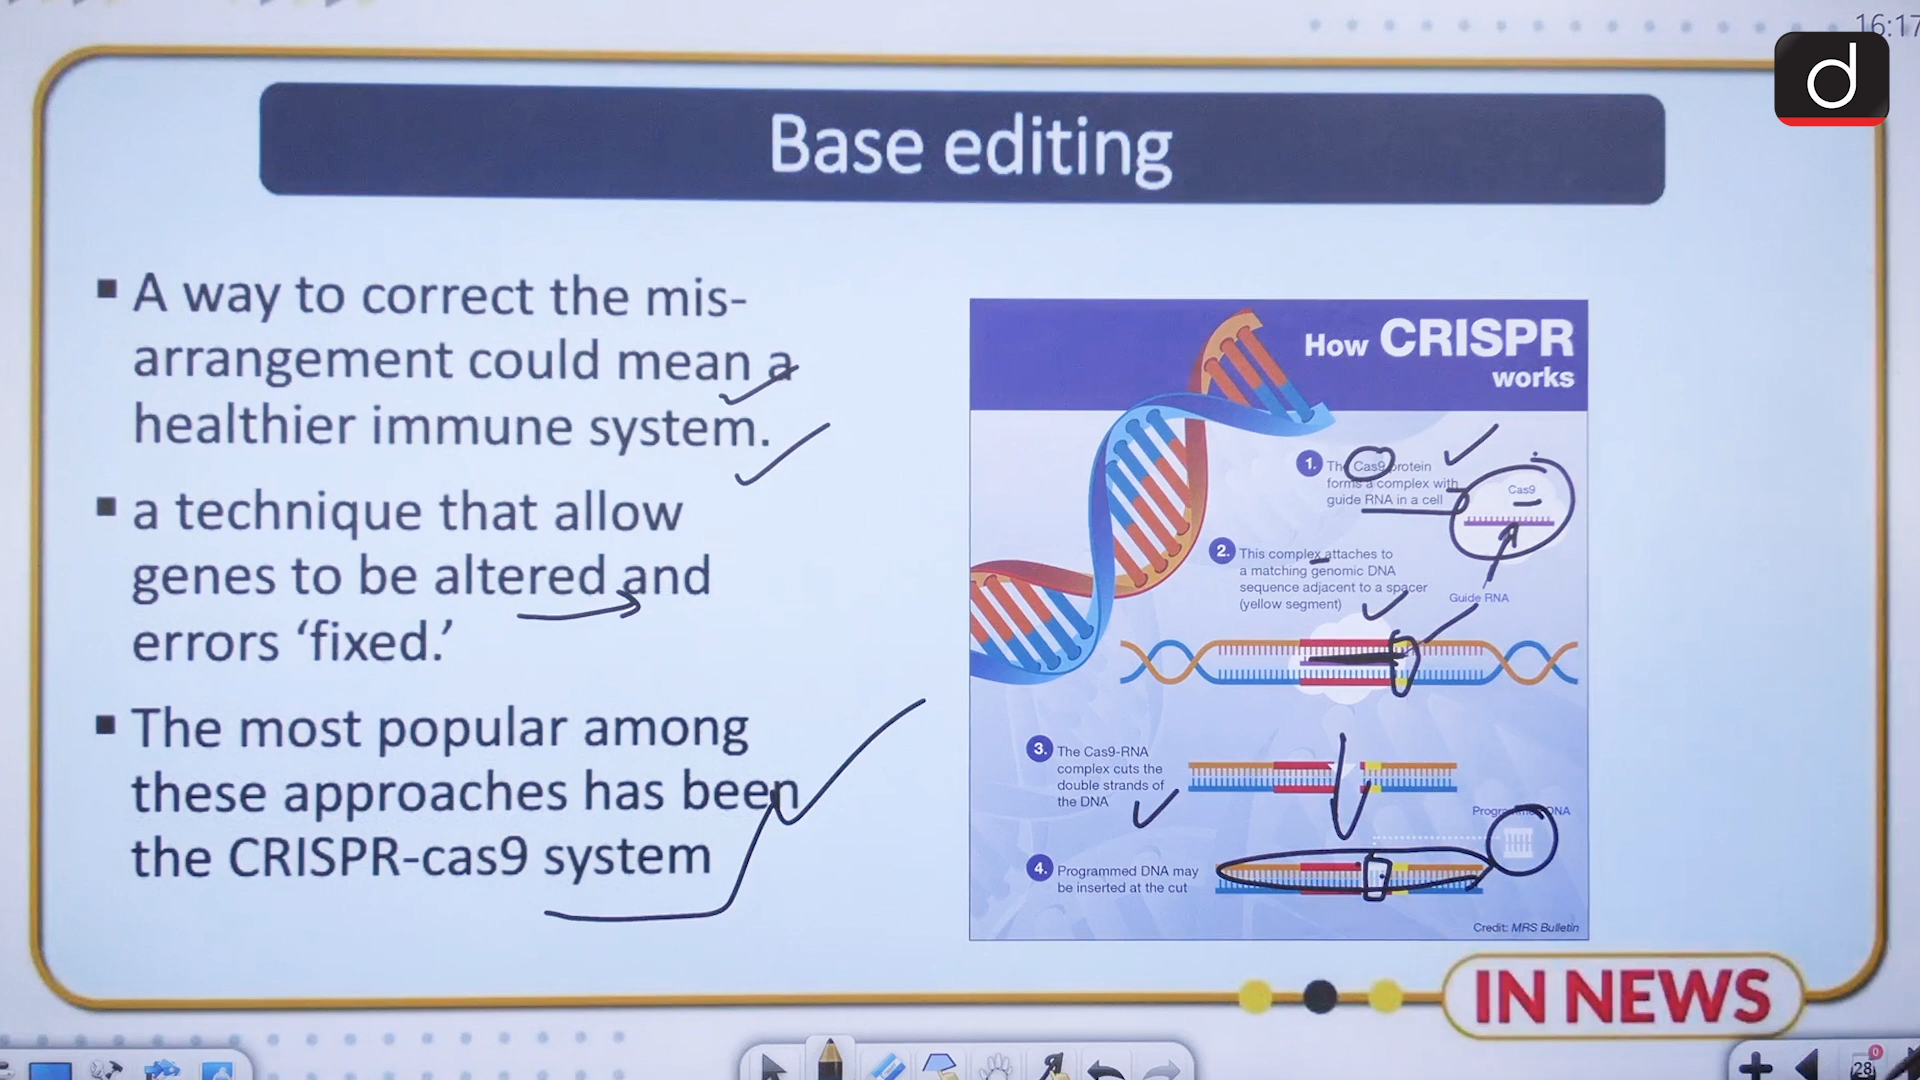 16:17
d
Base editing
▪ A way to correct the mis-
arrangement could mean a
healthier immune system.
▪ a technique that allow
genes to be altered and
errors ‘fixed.’
▪ The most popular among
these approaches has been
the CRISPR-cas9 system
How CRISPR
works
1. The Cas9 protein
forms a complex with
guide RNA in a cell
Cas9
2. This complex attaches to
a matching genomic DNA
sequence adjacent to a spacer
(yellow segment)
Guide RNA
3. The Cas9-RNA
complex cuts the
double strands of
the DNA
Programmed DNA
4. Programmed DNA may
be inserted at the cut
Credit: MRS Bulletin
IN NEWS
28
0